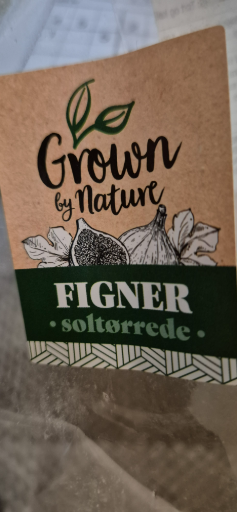 Grown
by Nature
FIGNER
• soltørrede •